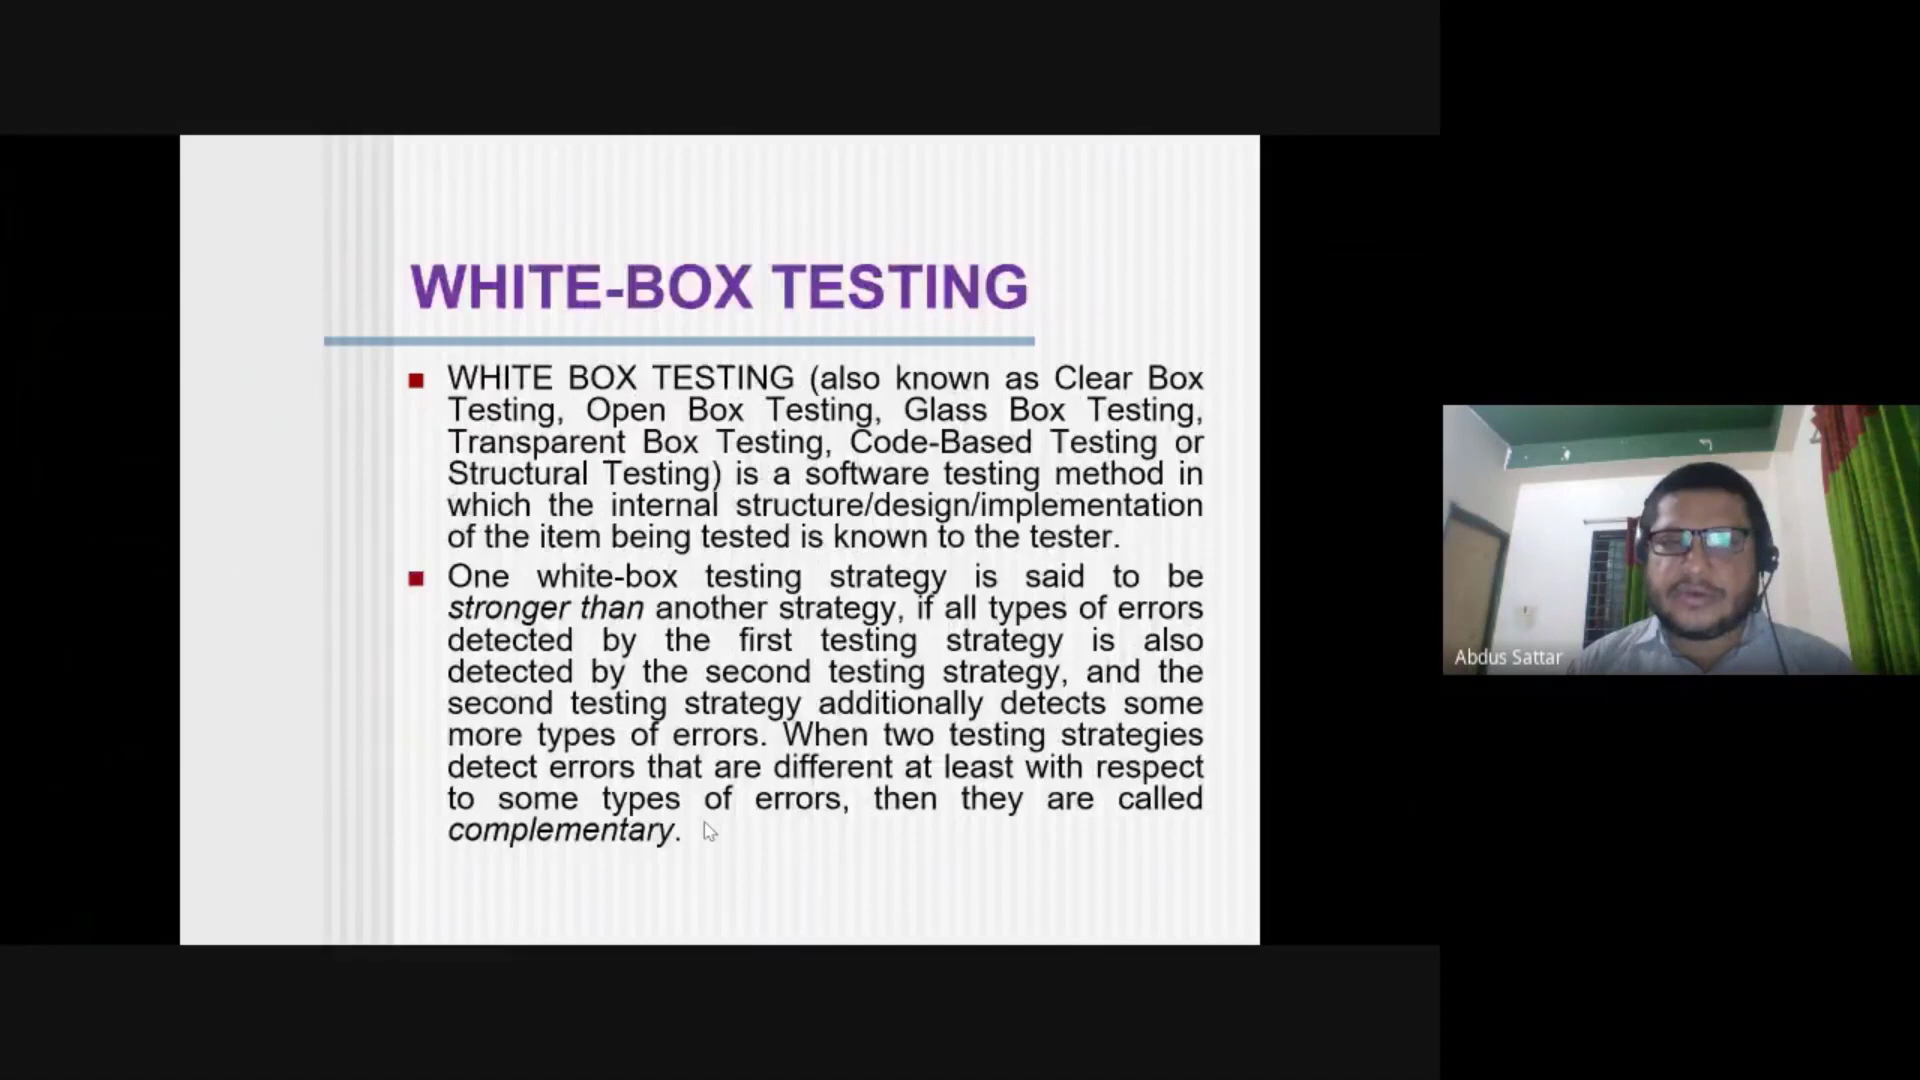 WHITE-BOX TESTING
WHITE BOX TESTING (also known as Clear Box
Testing, Open Box Testing, Glass Box Testing,
Transparent Box Testing, Code-Based Testing or
Structural Testing) is a software testing method in
which the internal structure/design/implementation
of the item being tested is known to the tester.
One white-box testing strategy is said to be
stronger than another strategy, if all types of errors
detected by the first testing strategy is also
detected by the second testing strategy, and the
second testing strategy additionally detects some
more types of errors. When two testing strategies
detect errors that are different at least with respect
to some types of errors, then they are called
complementary.
Abdus Sattar